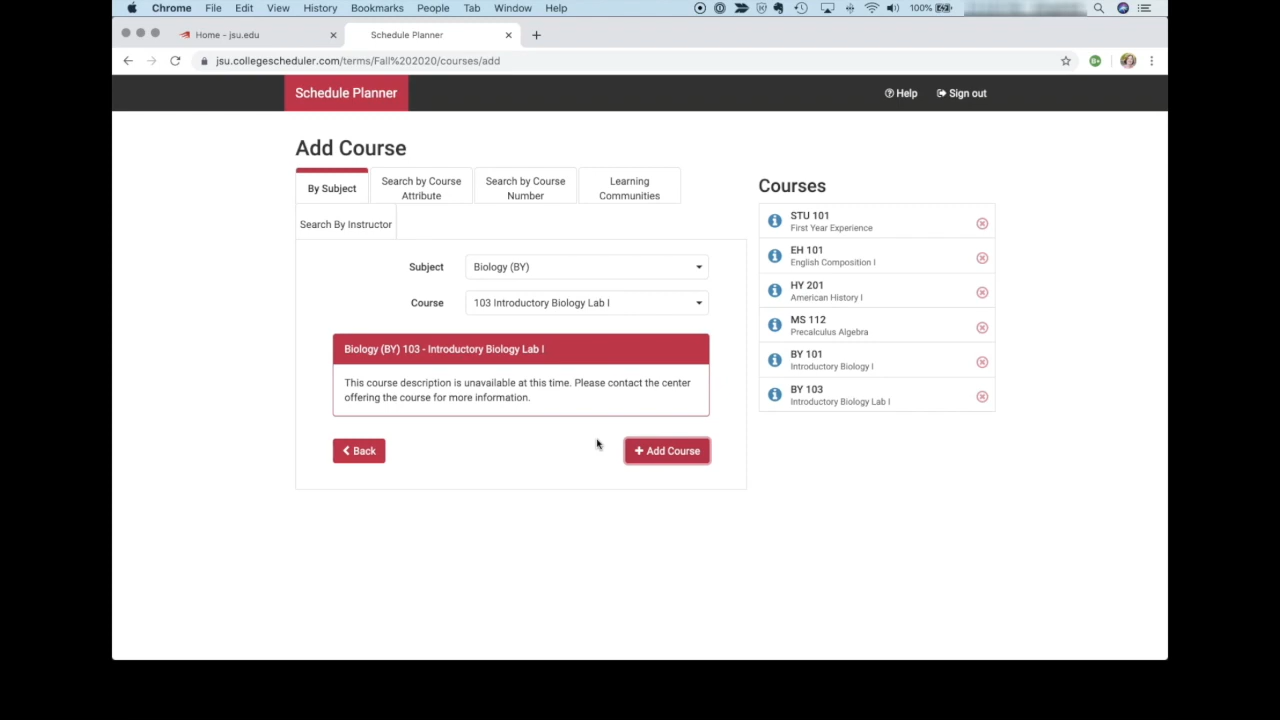 Chrome File Edit View History Bookmarks People Tab Window Help 100%
Home - jsu.edu Schedule Planner
jsu.collegescheduler.com/terms/Fall%202020/courses/add
Schedule Planner Help Sign out
Add Course
By Subject
Search by Course
Attribute
Search by Course
Number
Learning
Communities
Search By Instructor
Subject Biology (BY)
Course 103 Introductory Biology Lab I
Biology (BY) 103 - Introductory Biology Lab I
This course description is unavailable at this time. Please contact the center
offering the course for more information.
Back
+ Add Course
Courses
STU 101
First Year Experience
EH 101
English Composition I
HY 201
American History I
MS 112
Precalculus Algebra
BY 101
Introductory Biology I
BY 103
Introductory Biology Lab I